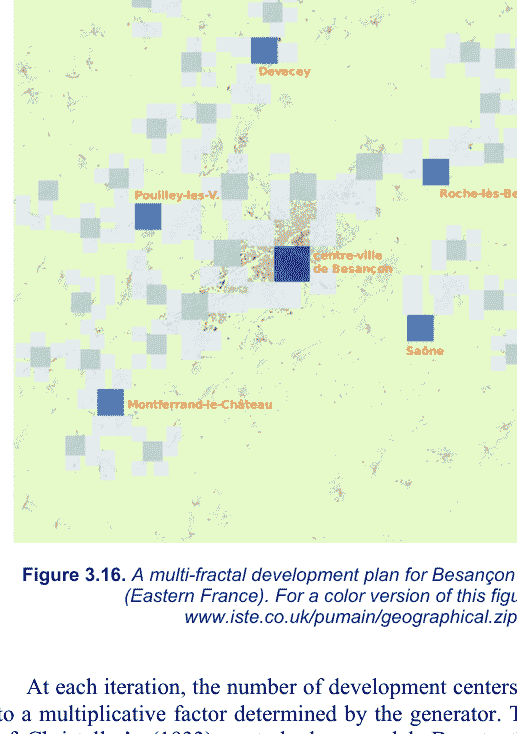 Devecey
Pouilley-les-V.
Roche-lès-Be
centre-ville
de Besançon
Saône
Montferrand-le-Château
Figure 3.16. A multi-fractal development plan for Besançon
(Eastern France). For a color version of this figu
www.iste.co.uk/pumain/geographical.zip
At each iteration, the number of development centers
to a multiplicative factor determined by the generator. T